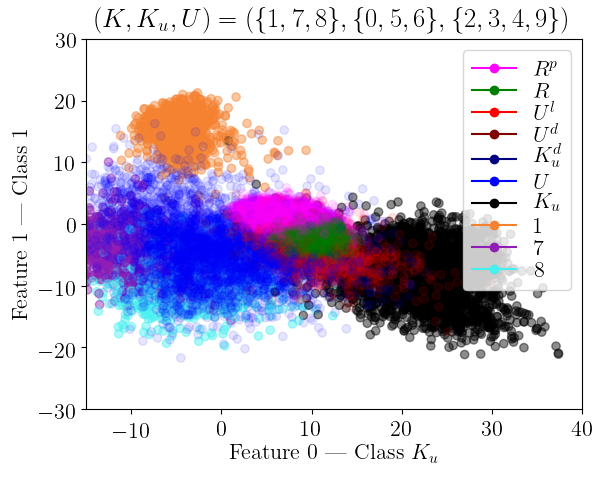 (K, K_u, U) = ({1, 7, 8}, {0, 5, 6}, {2, 3, 4, 9})
30
20
10
0
−10
−20
−30
Feature 1 — Class 1
R^p
R
U^l
U^d
K_u^d
U
K_u
1
7
8
−10
0
10
20
30
40
Feature 0 — Class K_u